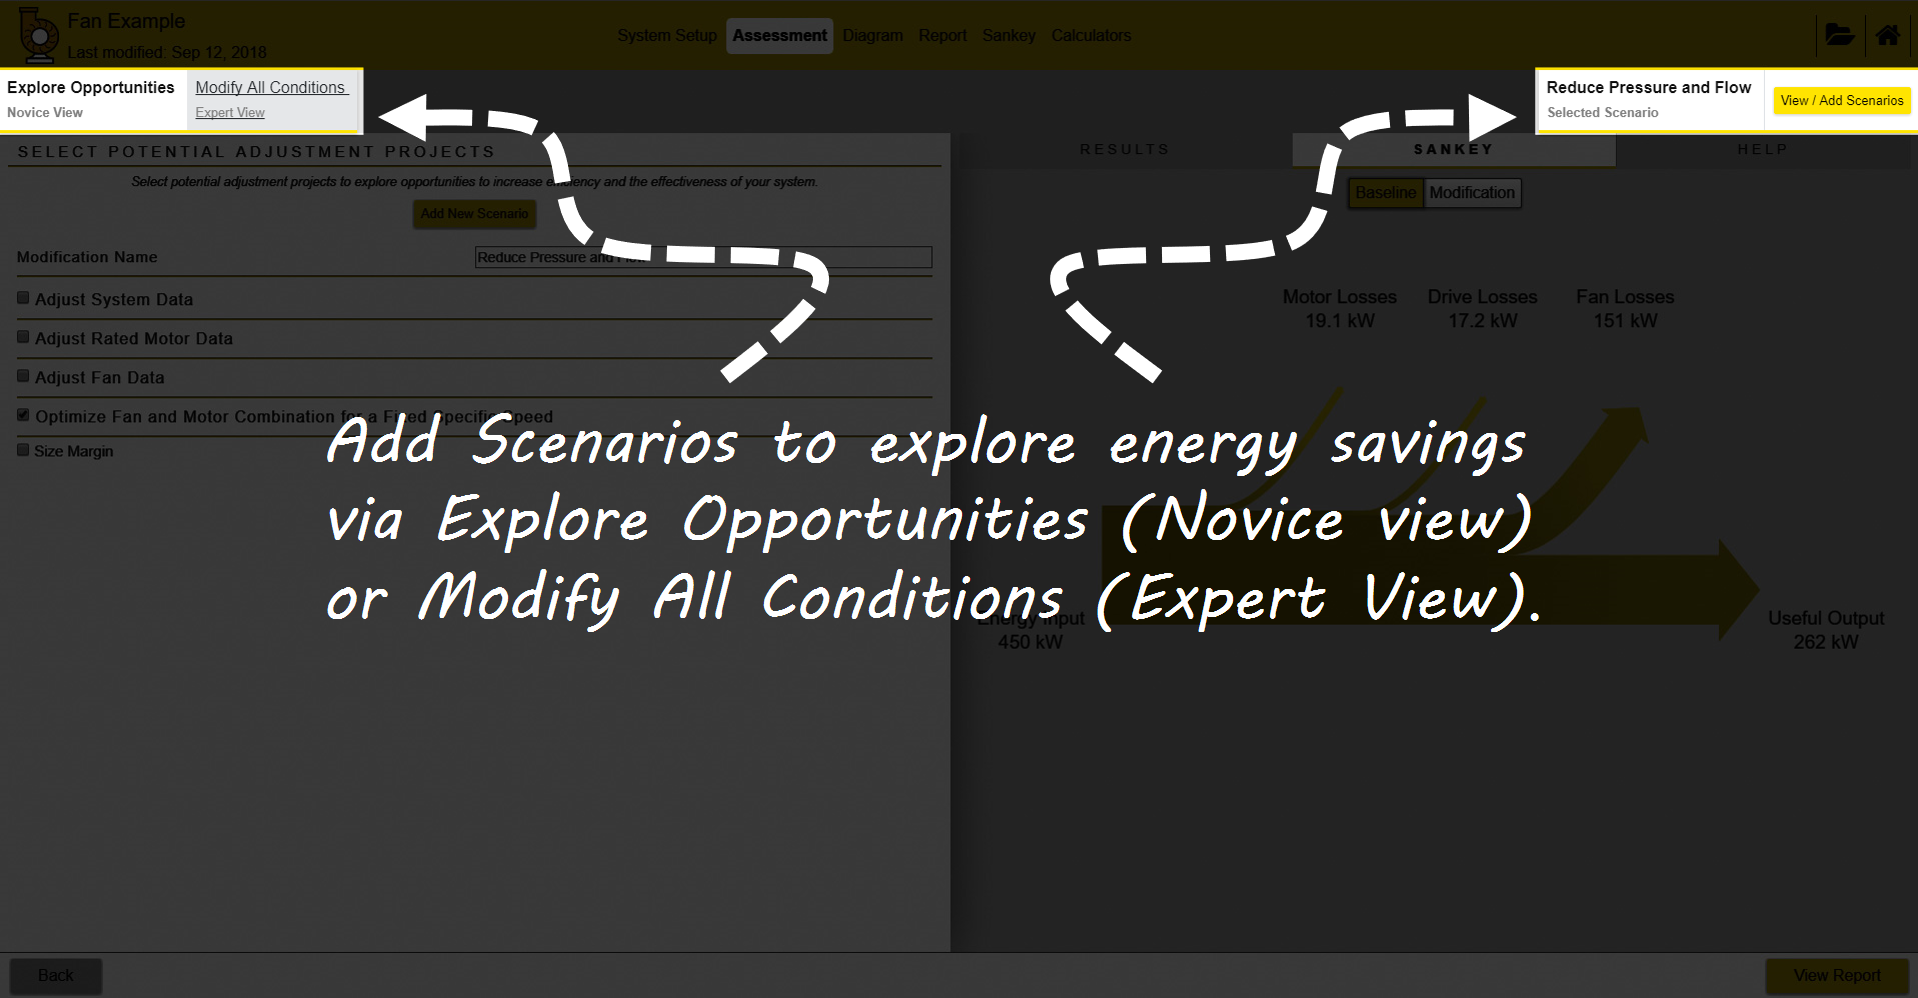 Fan Example
Last modified: Sep 12, 2018
System Setup Assessment Diagram Report Sankey Calculators
Explore Opportunities
Novice View
Modify All Conditions
Expert View
Reduce Pressure and Flow
Selected Scenario
View / Add Scenarios
SELECT POTENTIAL ADJUSTMENT PROJECTS
Select potential adjustment projects to explore opportunities to increase efficiency and the effectiveness of your system.
Add New Scenario
Modification Name
Reduce Pressure and Flow
Adjust System Data
Adjust Rated Motor Data
Adjust Fan Data
Optimize Fan and Motor Combination for a Fixed Specific Speed
Size Margin
RESULTS SANKEY HELP
Baseline Modification
Motor Losses
19.1 kW
Drive Losses
17.2 kW
Fan Losses
151 kW
Add Scenarios to explore energy savings
via Explore Opportunities (Novice view)
or Modify All Conditions (Expert View).
Energy Input
450 kW
Useful Output
262 kW
Back
View Report